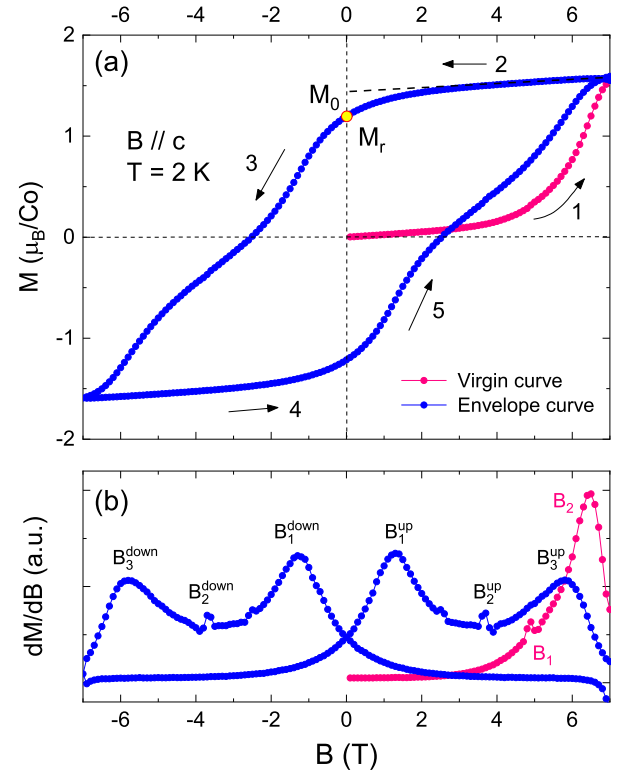 -6 -4 -2 0 2 4 6
2
1
0
-1
-2
M (μB/Co)
(a)
2
M0
Mr
B // c
T = 2 K
3
1
5
4
Virgin curve
Envelope curve
(b)
dM/dB (a.u.)
B2
B1down
B1up
B3down
B3up
B2down
B2up
B1
-6 -4 -2 0 2 4 6
B (T)